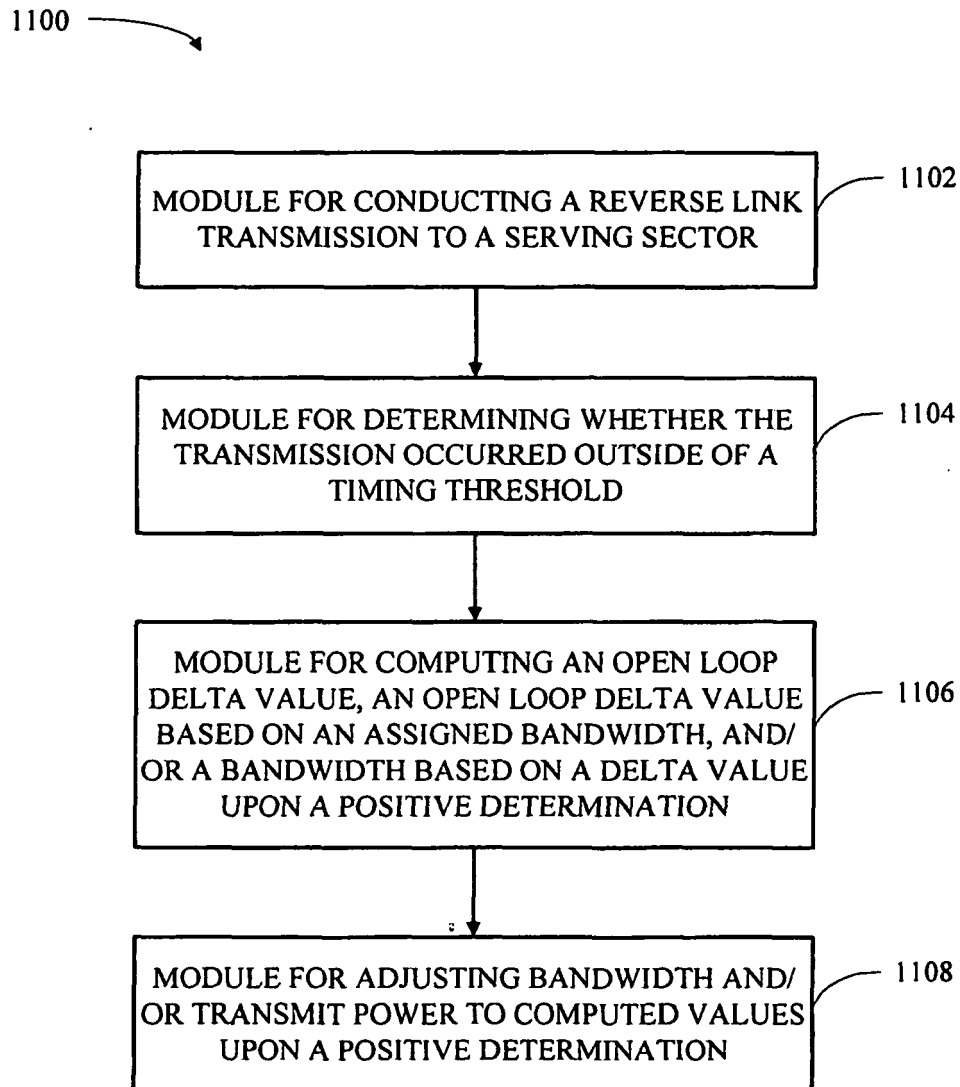 1100
MODULE FOR CONDUCTING A REVERSE LINK
TRANSMISSION TO A SERVING SECTOR
1102
MODULE FOR DETERMINING WHETHER THE
TRANSMISSION OCCURRED OUTSIDE OF A
TIMING THRESHOLD
1104
MODULE FOR COMPUTING AN OPEN LOOP
DELTA VALUE, AN OPEN LOOP DELTA VALUE
BASED ON AN ASSIGNED BANDWIDTH, AND/
OR A BANDWIDTH BASED ON A DELTA VALUE
UPON A POSITIVE DETERMINATION
1106
MODULE FOR ADJUSTING BANDWIDTH AND/
OR TRANSMIT POWER TO COMPUTED VALUES
UPON A POSITIVE DETERMINATION
1108